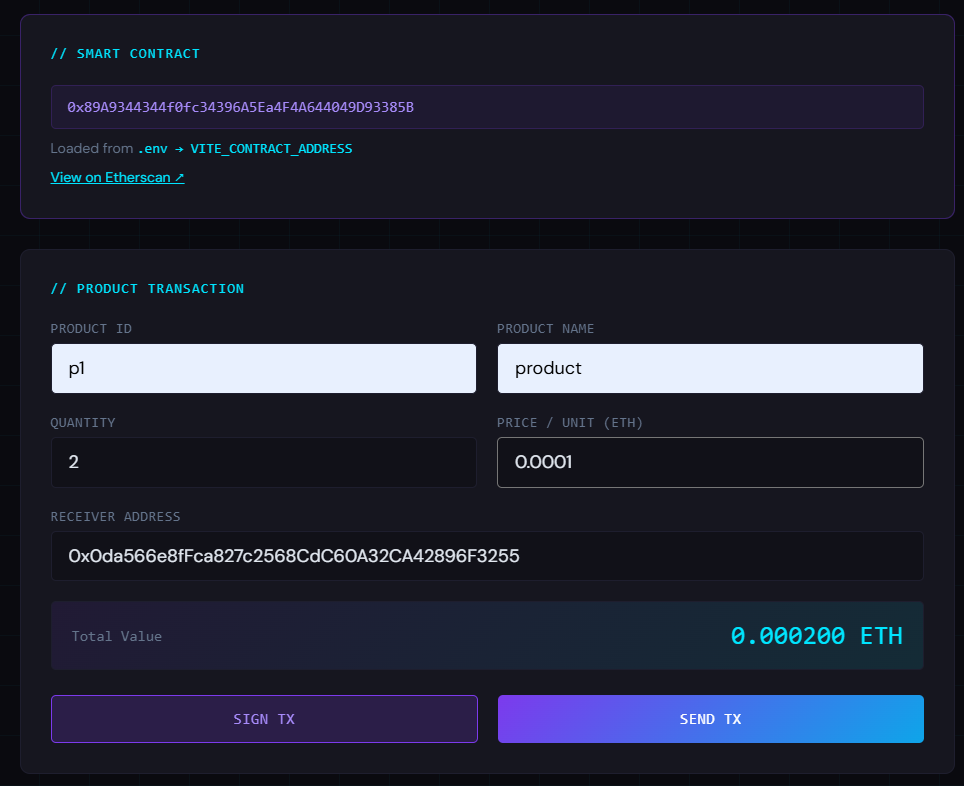 // SMART CONTRACT
0x89A9344344f0fc34396A5Ea4F4A644049D93385B
Loaded from .env → VITE_CONTRACT_ADDRESS
View on Etherscan ↗
// PRODUCT TRANSACTION
PRODUCT ID PRODUCT NAME
p1 product
QUANTITY PRICE / UNIT (ETH)
2 0.0001
RECEIVER ADDRESS
0x0da566e8fFca827c2568CdC60A32CA42896F3255
Total Value 0.000200 ETH
SIGN TX SEND TX